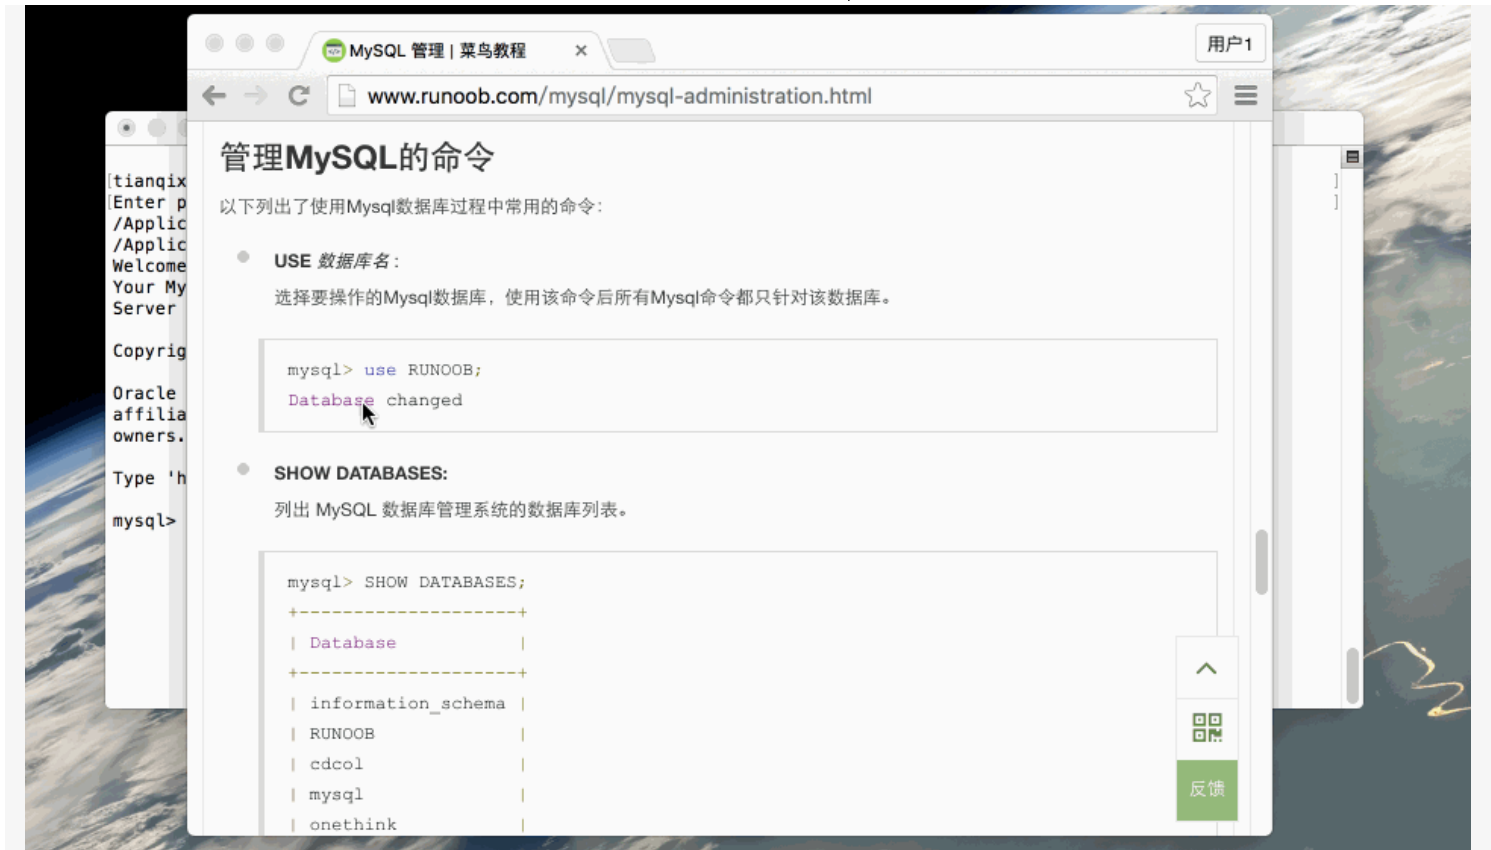 MySQL 管理 | 菜鸟教程
用户1
www.runoob.com/mysql/mysql-administration.html
管理MySQL的命令
以下列出了使用Mysql数据库过程中常用的命令：
USE 数据库名 :
选择要操作的Mysql数据库，使用该命令后所有Mysql命令都只针对该数据库。
mysql> use RUNOOB;
Database changed
SHOW DATABASES:
列出 MySQL 数据库管理系统的数据库列表。
mysql> SHOW DATABASES;
+--------------------+
| Database           |
+--------------------+
| information_schema |
| RUNOOB             |
| cdcol              |
| mysql              |
| onethink           |
反馈
[tianqix
[Enter p
/Applic
/Applic
Welcome
Your My
Server
Copyrig
Oracle
affilia
owners.
Type 'h
mysql>